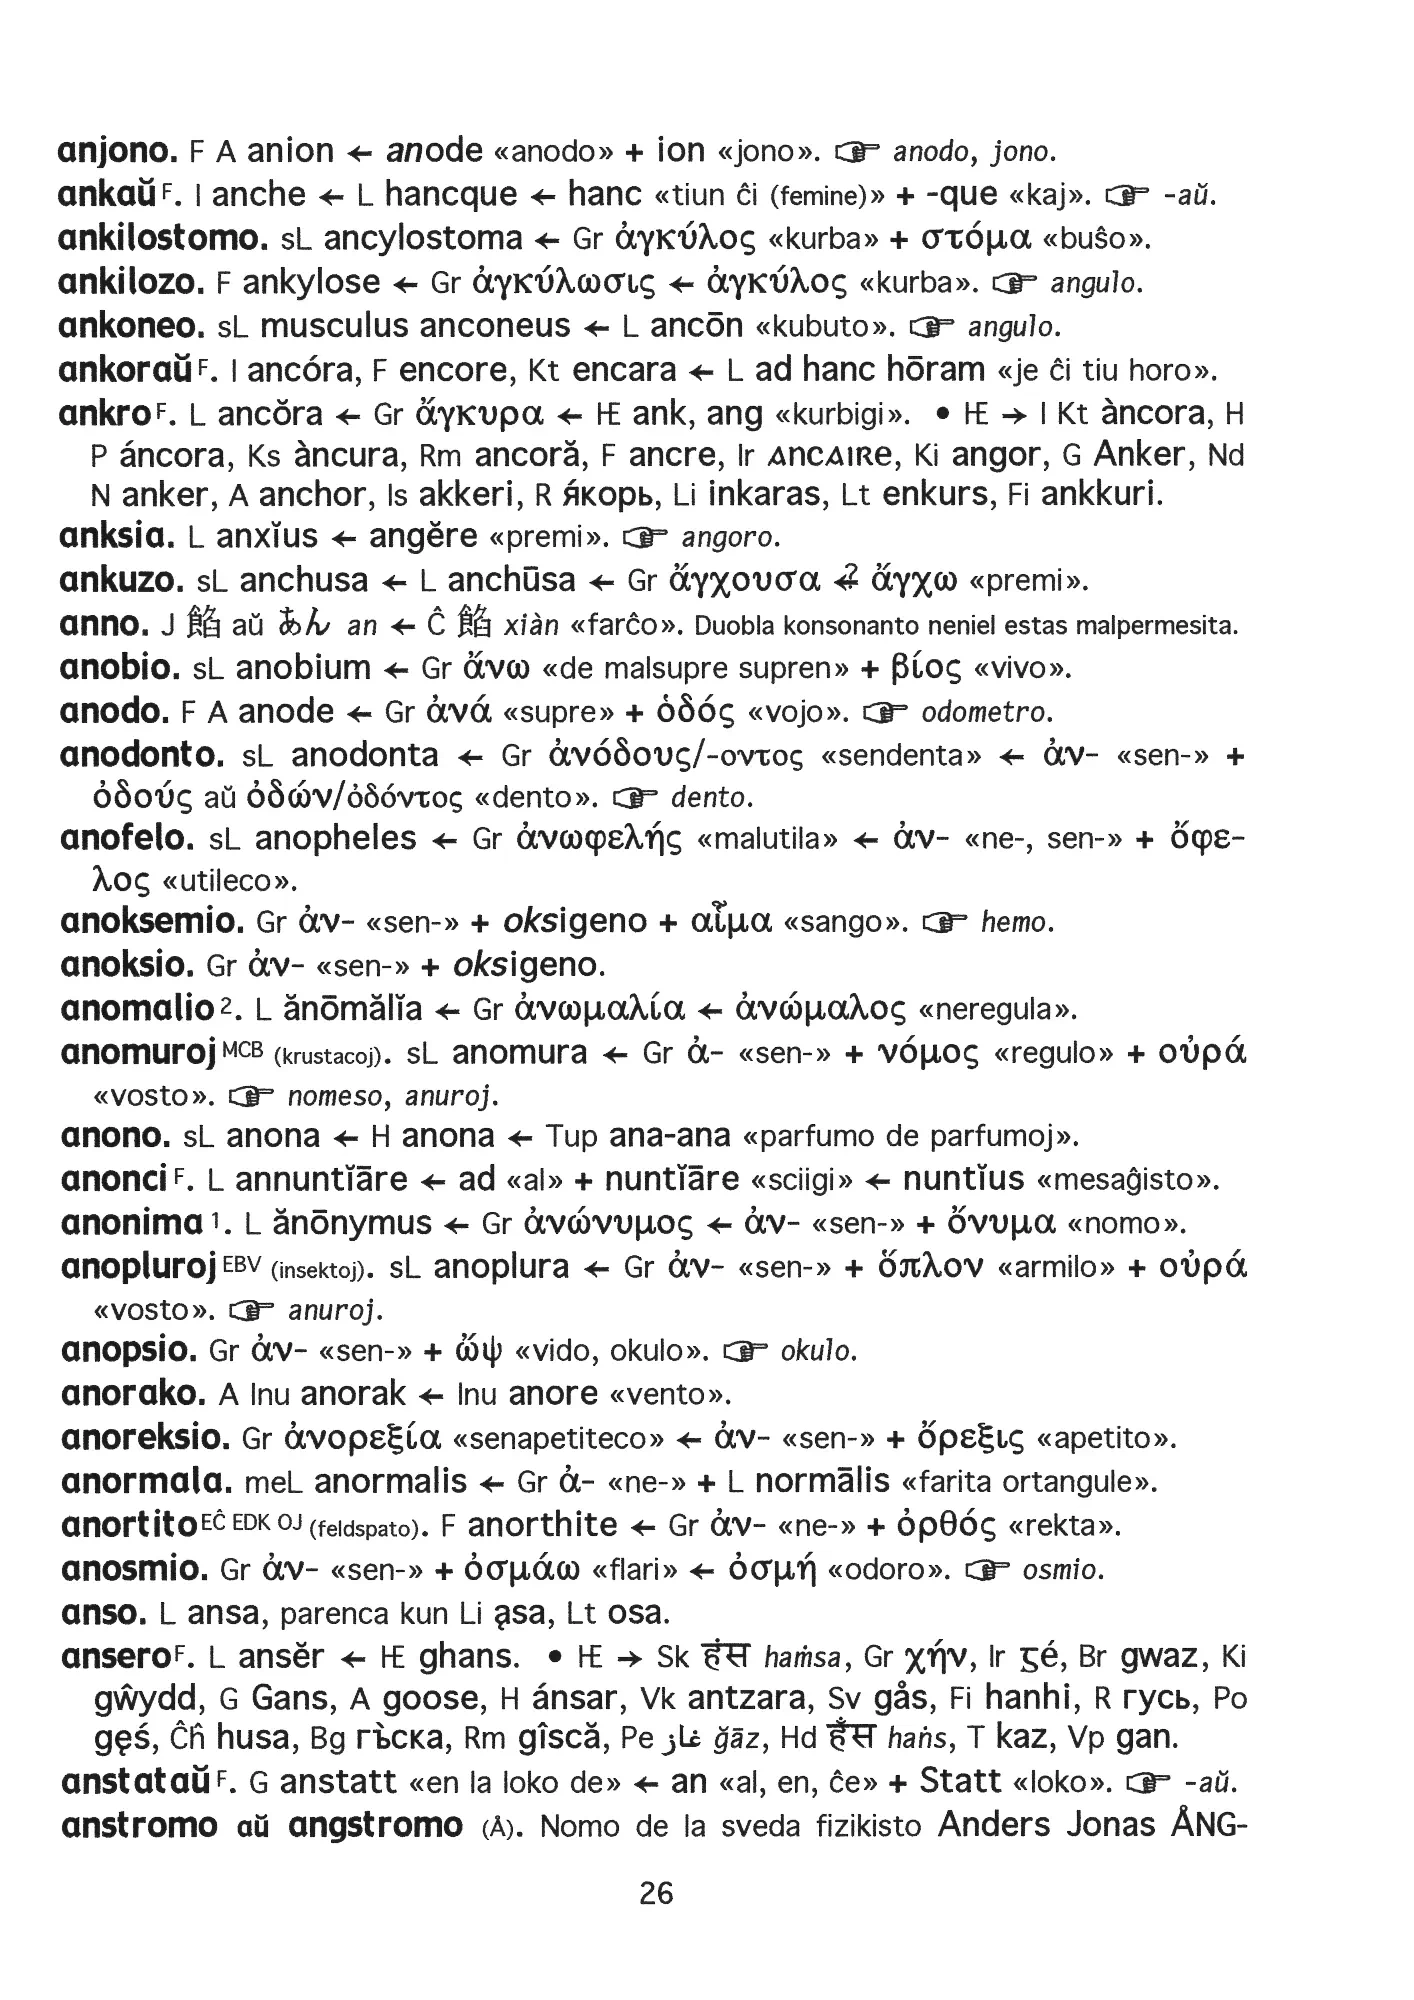 anjono. F A anion ← anode «anodo» + ion «jono». ☞ anodo, jono.
ankaŭ F. I anche ← L hancque ← hanc «tiun ĉi (femine)» + -que «kaj». ☞ -aŭ.
ankilostomo. sL ancylostoma ← Gr ἀγκύλος «kurba» + στόμα «buŝo».
ankilozo. F ankylose ← Gr ἀγκύλωσις ← ἀγκύλος «kurba». ☞ angulo.
ankoneo. sL musculus anconeus ← L ancōn «kubuto». ☞ angulo.
ankoraŭ F. I ancóra, F encore, Kt encara ← L ad hanc hōram «je ĉi tiu horo».
ankro F. L ancŏra ← Gr ἄγκυρα ← IE ank, ang «kurbigi». • IE → I Kt àncora, H
P áncora, Ks àncura, Rm ancoră, F ancre, Ir ancaire, Ki angor, G Anker, Nd
N anker, A anchor, Is akkeri, R я́корь, Li inkaras, Lt enkurs, Fi ankkuri.
anksia. L anxĭus ← angĕre «premi». ☞ angoro.
ankuzo. sL anchusa ← L anchūsa ← Gr ἄγχουσα ←? ἄγχω «premi».
anno. J 餡 aŭ あん an ← Ĉ 餡 xiàn «farĉo». Duobla konsonanto neniel estas malpermesita.
anobio. sL anobium ← Gr ἄνω «de malsupre supren» + βίος «vivo».
anodo. F A anode ← Gr ἀνά «supre» + ὁδός «vojo». ☞ odometro.
anodonto. sL anodonta ← Gr ἀνόδους/-οντος «sendenta» ← ἀν- «sen-» +
ὀδούς aŭ ὀδών/ὀδόντος «dento». ☞ dento.
anofelo. sL anopheles ← Gr ἀνωφελής «malutila» ← ἀν- «ne-, sen-» + ὄφε-
λος «utileco».
anoksemio. Gr ἀν- «sen-» + oksigeno + αἷμα «sango». ☞ hemo.
anoksio. Gr ἀν- «sen-» + oksigeno.
anomalio 2. L ănōmălĭa ← Gr ἀνωμαλία ← ἀνώμαλος «neregula».
anomuroj MCB (krustacoj). sL anomura ← Gr ἀ- «sen-» + νόμος «regulo» + οὐρά
«vosto». ☞ nomeso, anuroj.
anono. sL anona ← H anona ← Tup ana-ana «parfumo de parfumoj».
anonci F. L annuntĭāre ← ad «al» + nuntĭāre «sciigi» ← nuntĭus «mesaĝisto».
anonima 1. L ănōnymus ← Gr ἀνώνυμος ← ἀν- «sen-» + ὄνυμα «nomo».
anopluroj EBV (insektoj). sL anoplura ← Gr ἀν- «sen-» + ὅπλον «armilo» + οὐρά
«vosto». ☞ anuroj.
anopsio. Gr ἀν- «sen-» + ὤψ «vido, okulo». ☞ okulo.
anorako. A Inu anorak ← Inu anore «vento».
anoreksio. Gr ἀνορεξία «senapetiteco» ← ἀν- «sen-» + ὄρεξις «apetito».
anormala. meL anormalis ← Gr ἀ- «ne-» + L normālis «farita ortangule».
anortito EĈ EDK OJ (feldspato). F anorthite ← Gr ἀν- «ne-» + ὀρθός «rekta».
anosmio. Gr ἀν- «sen-» + ὀσμάω «flari» ← ὀσμή «odoro». ☞ osmio.
anso. L ansa, parenca kun Li ąsa, Lt osa.
ansero F. L ansĕr ← IE ghans. • IE → Sk हंस haṁsa, Gr χήν, Ir gé, Br gwaz, Ki
gŵydd, G Gans, A goose, H ánsar, Vk antzara, Sv gås, Fi hanhi, R гусь, Po
gęś, Ĉĥ husa, Bg гъ̀ска, Rm gîscă, Pe غاز ğāz, Hd हँस haṅs, T kaz, Vp gan.
anstataŭ F. G anstatt «en la loko de» ← an «al, en, ĉe» + Statt «loko». ☞ -aŭ.
anstromo aŭ angstromo (Å). Nomo de la sveda fizikisto Anders Jonas ÅNG-
26